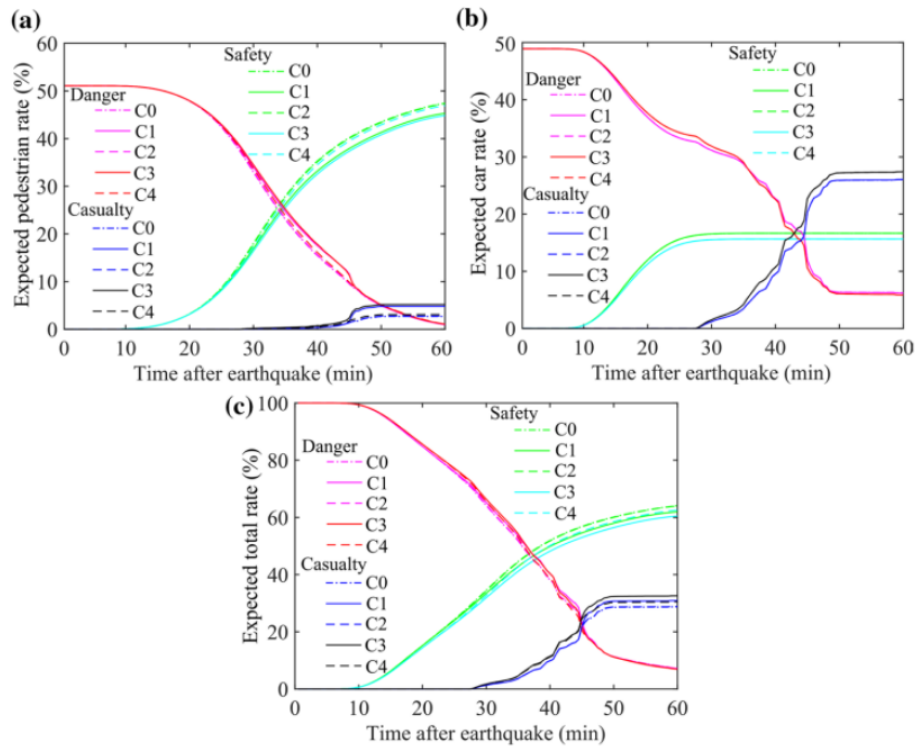 (a)
Expected pedestrian rate (%)
60
50
40
30
20
10
0
0 10 20 30 40 50 60
Time after earthquake (min)
Danger
C0
C1
C2
C3
C4
Casualty
C0
C1
C2
C3
C4
Safety
C0
C1
C2
C3
C4
(b)
Expected car rate (%)
50
40
30
20
10
0
0 10 20 30 40 50 60
Time after earthquake (min)
Danger
C0
C1
C2
C3
C4
Casualty
C0
C1
C2
C3
C4
Safety
C0
C1
C2
C3
C4
(c)
Expected total rate (%)
100
80
60
40
20
0
0 10 20 30 40 50 60
Time after earthquake (min)
Danger
C0
C1
C2
C3
C4
Casualty
C0
C1
C2
C3
C4
Safety
C0
C1
C2
C3
C4